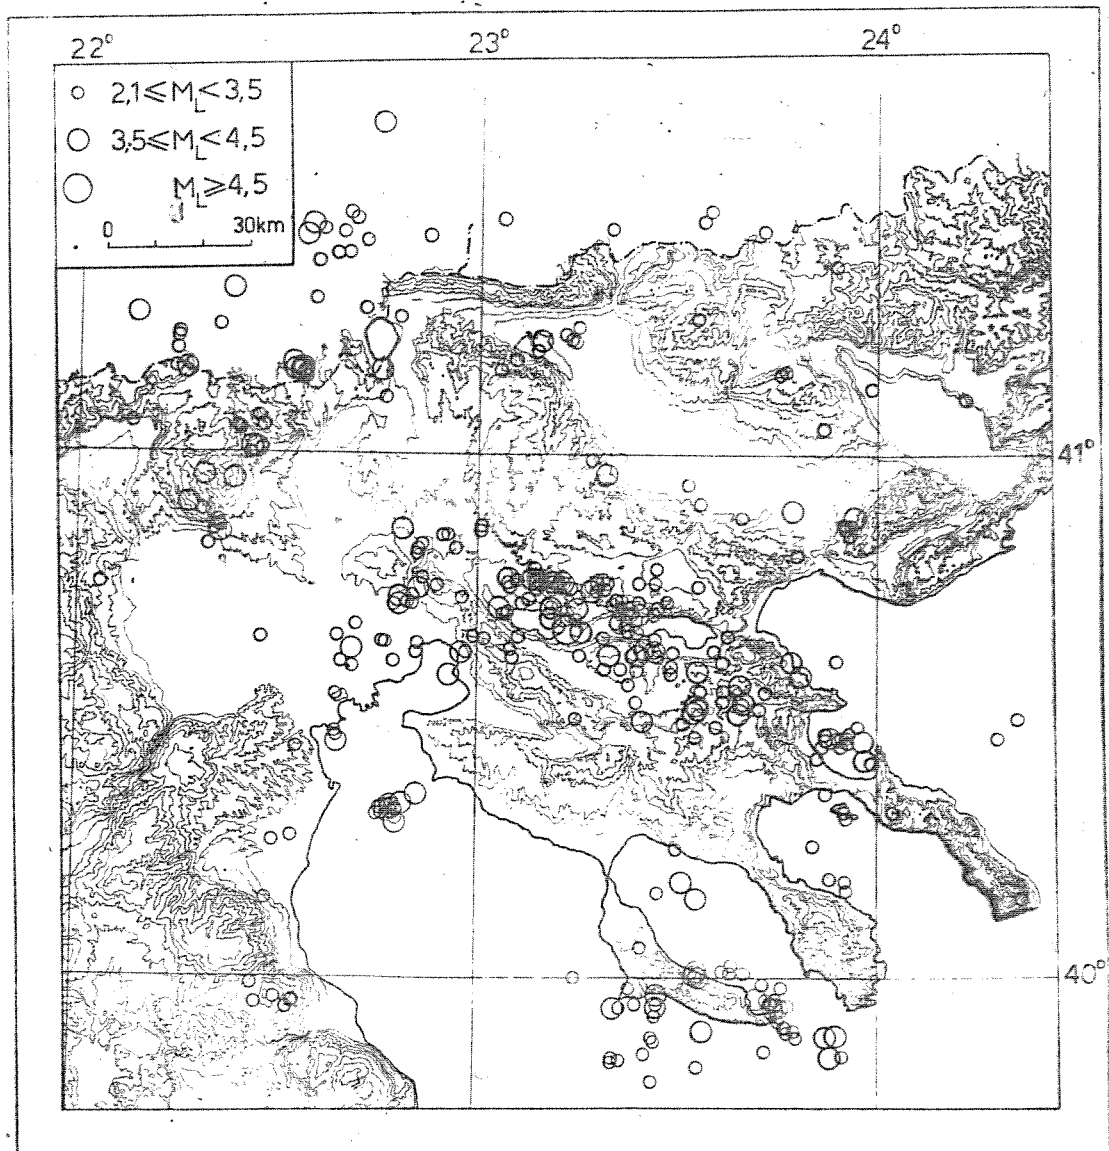 22° 23° 24°
2,1 ≤ M_L < 3,5
3,5 ≤ M_L < 4,5
M_L ≥ 4,5
0 30km
41°
40°